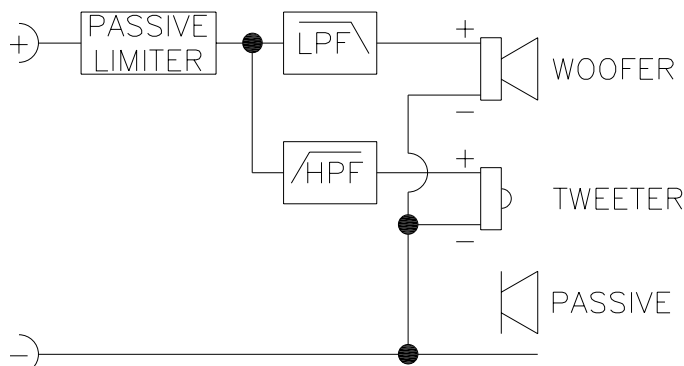 + PASSIVE LIMITER LPF + WOOFER
−
HPF + TWEETER
−
PASSIVE
−